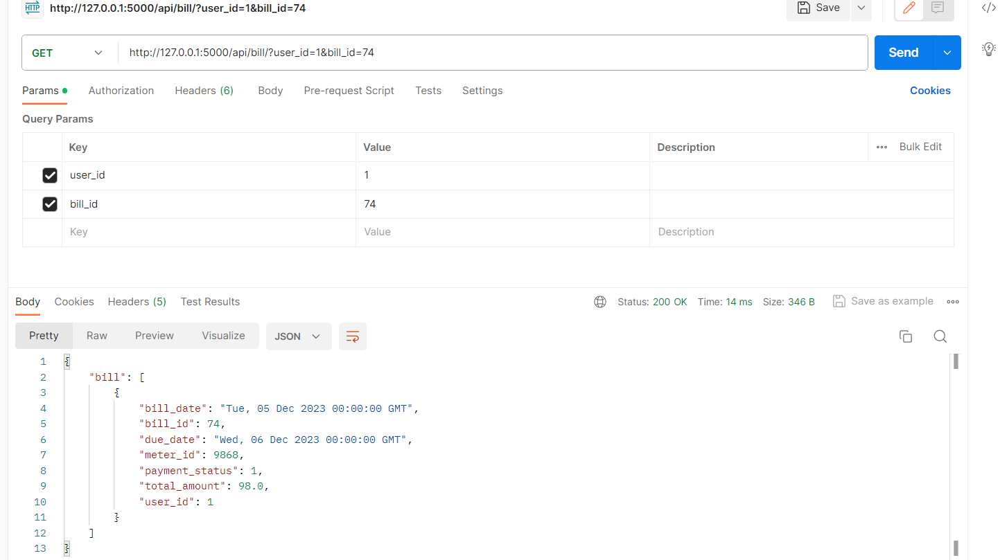 HTTP http://127.0.0.1:5000/api/bill/?user_id=1&bill_id=74 Save
GET http://127.0.0.1:5000/api/bill/?user_id=1&bill_id=74 Send
Params Authorization Headers (6) Body Pre-request Script Tests Settings Cookies
Query Params
Key Value Description Bulk Edit
user_id 1
bill_id 74
Key Value Description
Body Cookies Headers (5) Test Results Status: 200 OK Time: 14 ms Size: 346 B Save as example
Pretty Raw Preview Visualize JSON
1 {
2 "bill": [
3 {
4 "bill_date": "Tue, 05 Dec 2023 00:00:00 GMT",
5 "bill_id": 74,
6 "due_date": "Wed, 06 Dec 2023 00:00:00 GMT",
7 "meter_id": 9868,
8 "payment_status": 1,
9 "total_amount": 98.0,
10 "user_id": 1
11 }
12 ]
13 }